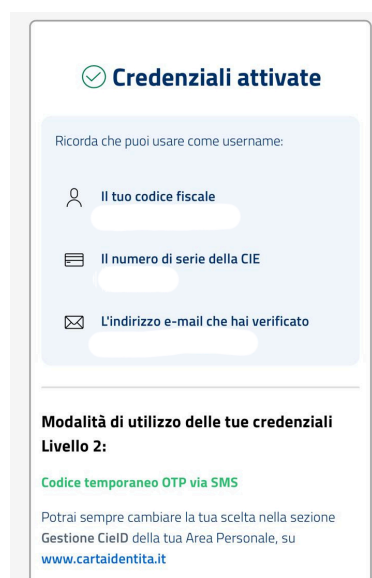 Credenziali attivate
Ricorda che puoi usare come username:
Il tuo codice fiscale
Il numero di serie della CIE
L'indirizzo e-mail che hai verificato
Modalità di utilizzo delle tue credenziali
Livello 2:
Codice temporaneo OTP via SMS
Potrai sempre cambiare la tua scelta nella sezione
Gestione CieID della tua Area Personale, su
www.cartaidentita.it